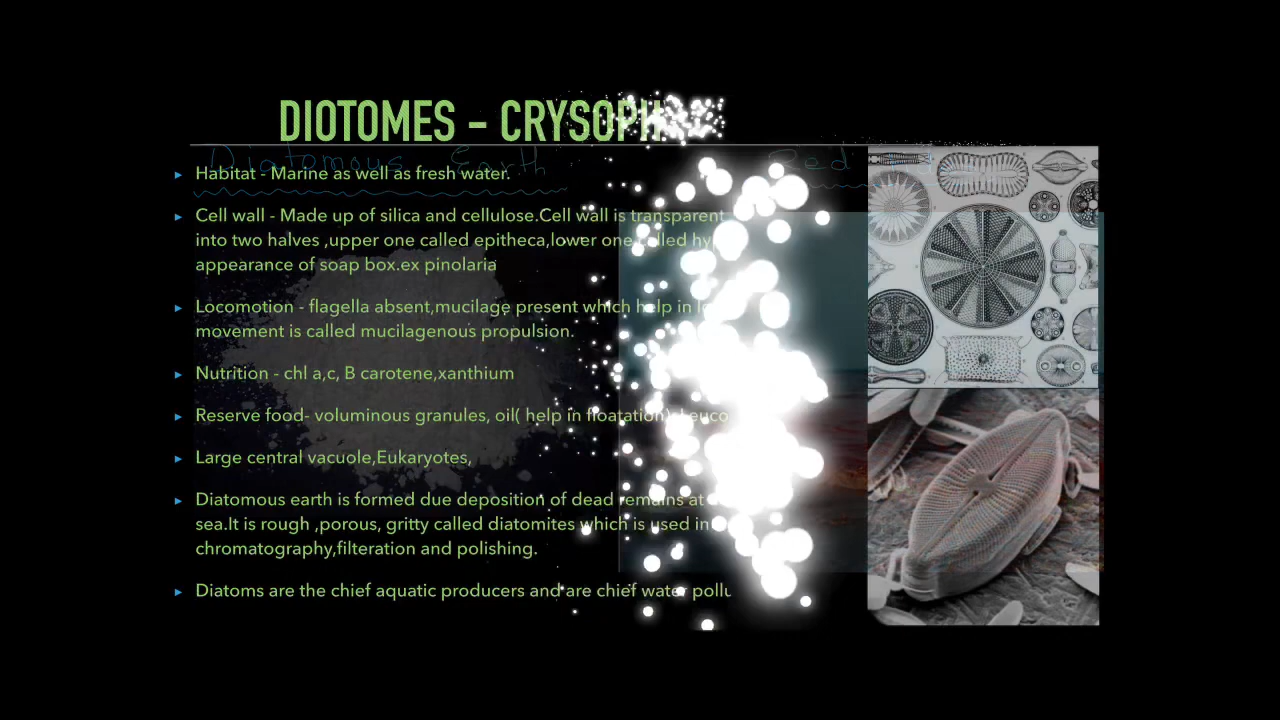 DIOTOMES – CRYSOPH
Diatomous Earth Red
Habitat - Marine as well as fresh water.
Cell wall - Made up of silica and cellulose.Cell wall is transparent
into two halves ,upper one called epitheca,lower one called
appearance of soap box.ex pinolaria
Locomotion - flagella absent,mucilage present which help in
movement is called mucilagenous propulsion.
Nutrition - chl a,c, B carotene,xanthium
Reserve food- voluminous granules, oil( help in floatation)
Large central vacuole,Eukaryotes,
Diatomous earth is formed due deposition of dead remains at
sea.It is rough ,porous, gritty called diatomites which is used in
chromatography,filteration and polishing.
Diatoms are the chief aquatic producers and are chief water